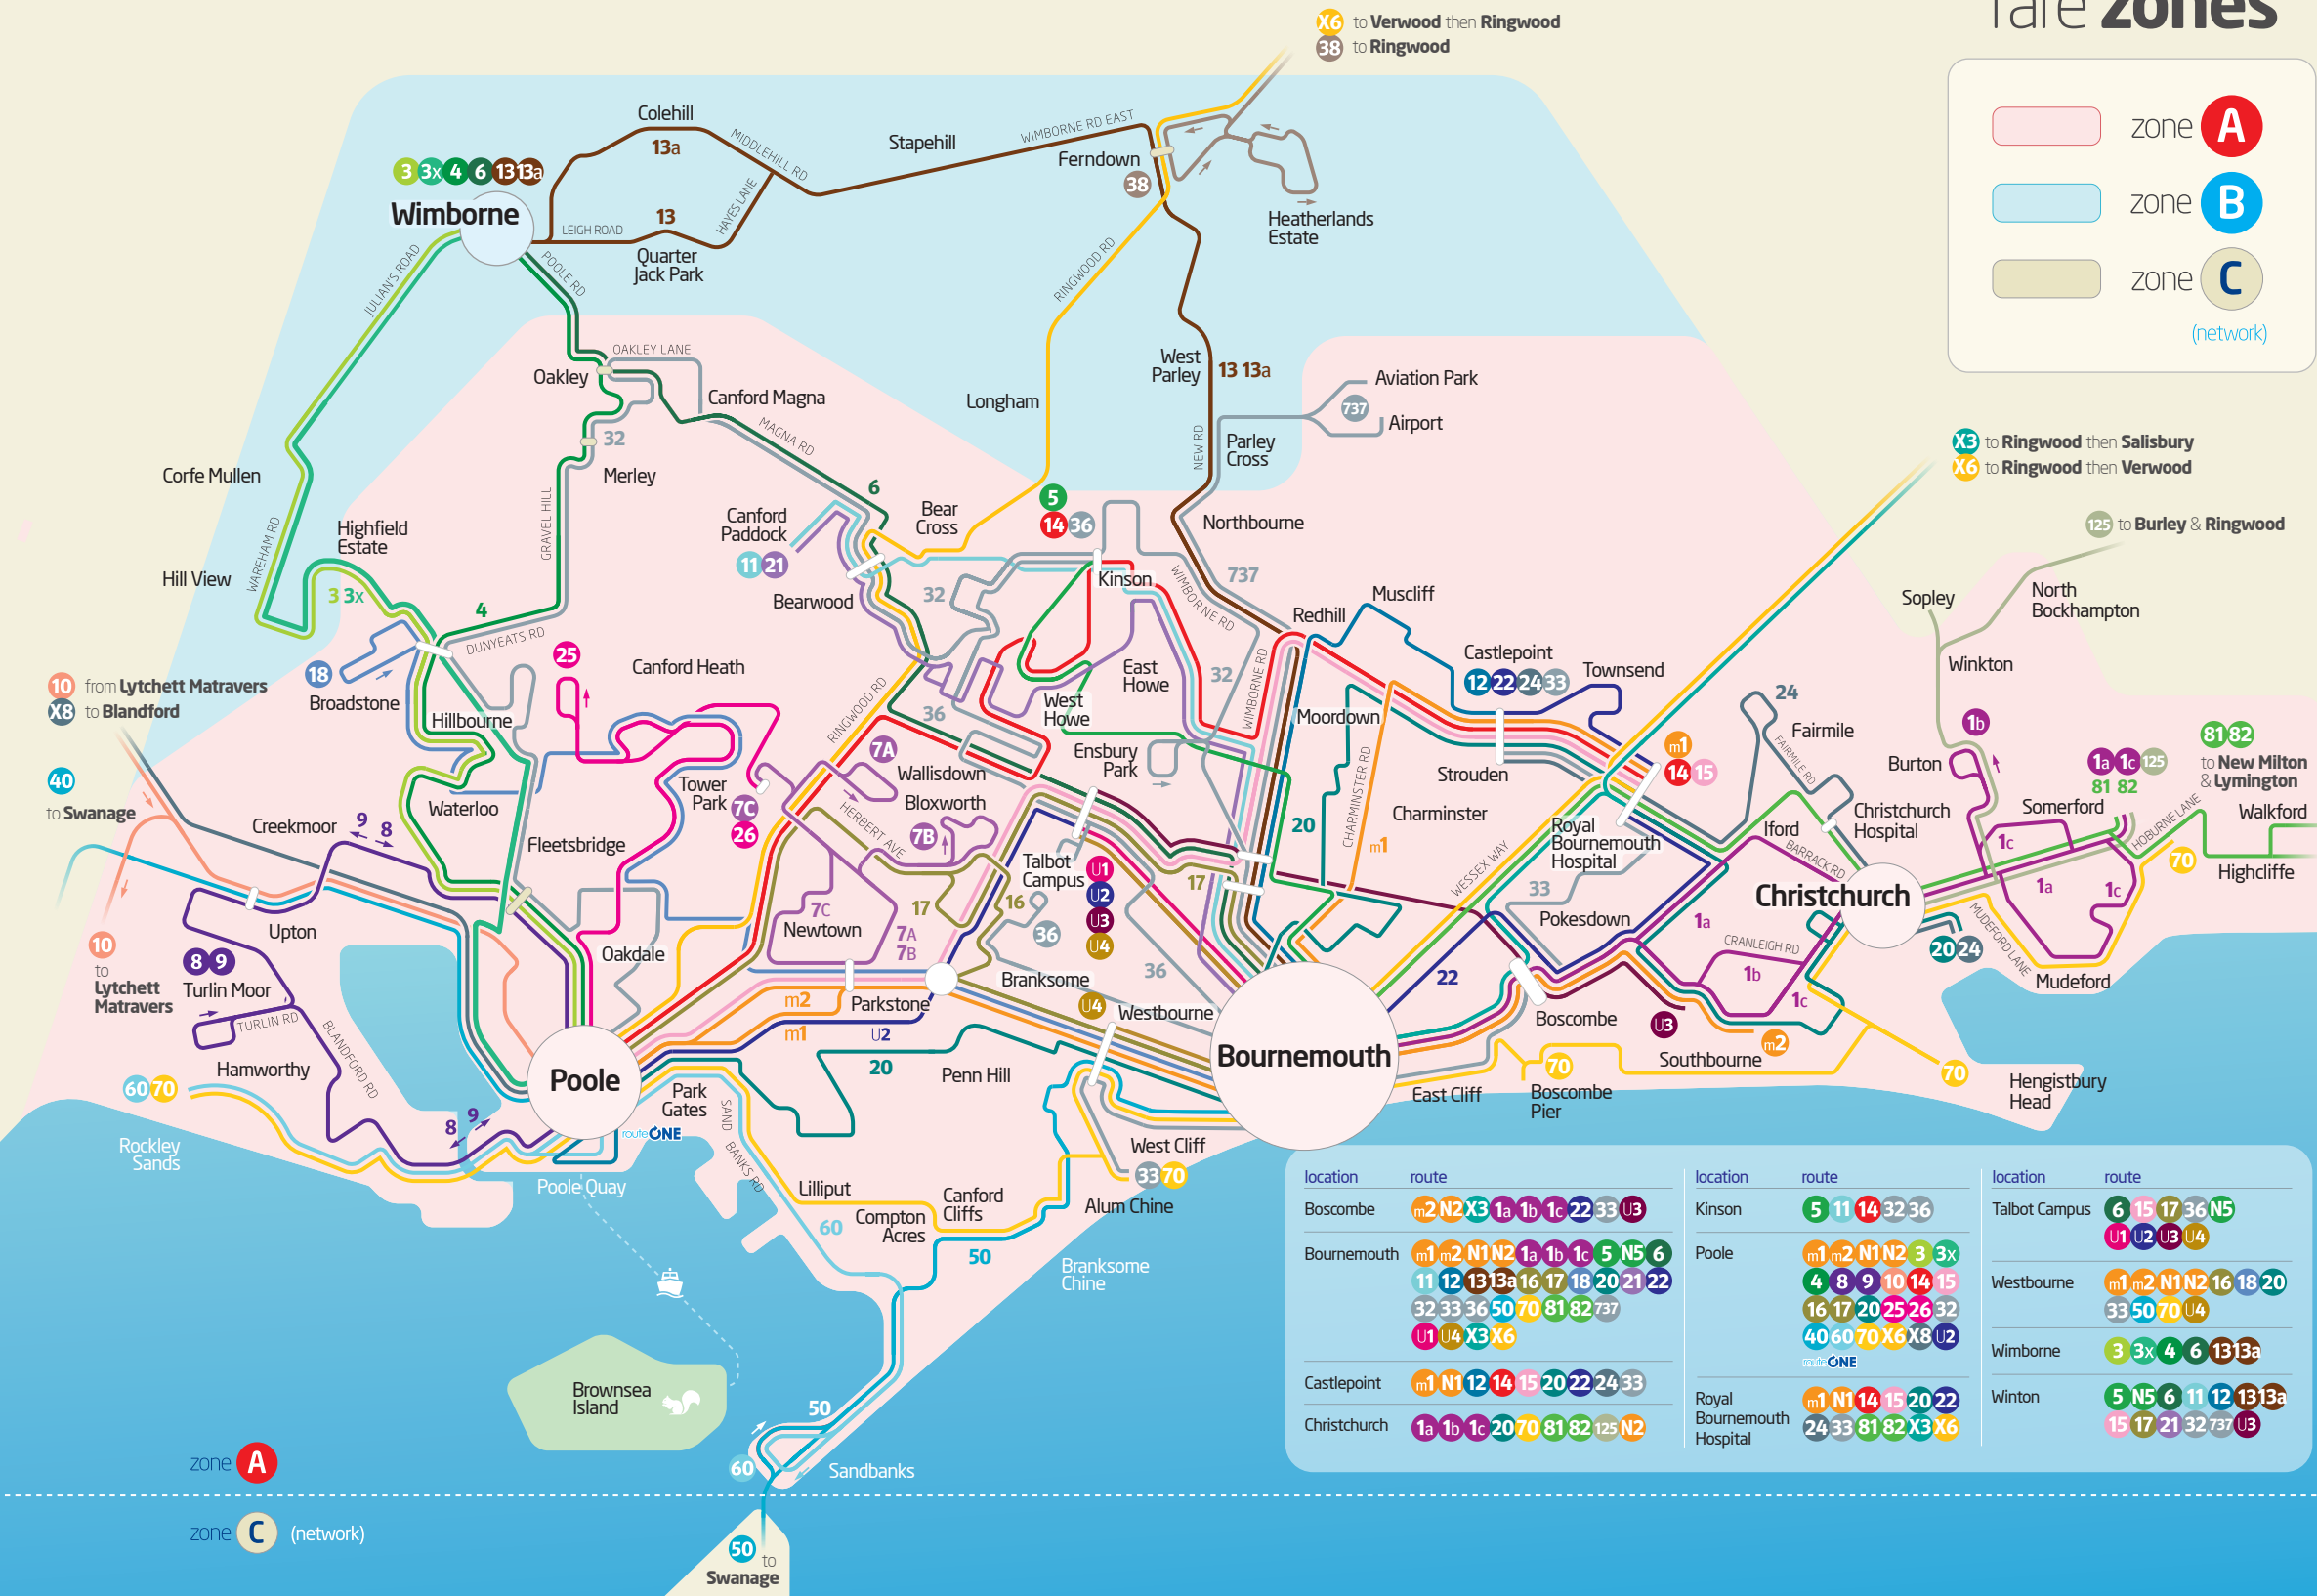 fare zones
zone A
zone B
zone C
(network)
X6 to Verwood then Ringwood
38 to Ringwood
Colehill
13a
MIDDLEHILL RD
Stapehill
WIMBORNE RD EAST
Ferndown
38
Heatherlands
Estate
3 3x 4 6 13 13a
Wimborne
LEIGH ROAD
13
HAYES LANE
Quarter
Jack Park
POOLE RD
JULIAN'S ROAD
RINGWOOD RD
OAKLEY LANE
Oakley
Canford Magna
MAGNA RD
32
Merley
Longham
West
Parley
13 13a
Aviation Park
737
Airport
NEW RD
Parley
Cross
X3 to Ringwood then Salisbury
X6 to Ringwood then Verwood
125 to Burley & Ringwood
Corfe Mullen
WAREHAM RD
Highfield
Estate
Hill View
3 3x
GRAVEL HILL
4
DUNYEATS RD
6
Canford
Paddock
11 21
Bear
Cross
Bearwood
5
14 36
Kinson
Northbourne
WIMBORNE RD
737
32
Redhill
Muscliff
Castlepoint
12 22 24 33
Townsend
Sopley
North
Bockhampton
Winkton
10 from Lytchett Matravers
X8 to Blandford
18
Broadstone
25
Canford Heath
Hillbourne
RINGWOOD RD
36
East
Howe
West
Howe
32
WIMBORNE RD
Moordown
Ensbury
Park
CHARMINSTER RD
Strouden
Charminster
m1
14 15
24
Fairmile
FAIRMILE RD
1b
Burton
1a 1c 125
81 82
81 82
to New Milton
& Lymington
Somerford
HOBURNE LANE
Walkford
40
to Swanage
Waterloo
Tower
Park
7C
26
7A
Wallisdown
Bloxworth
7B
HERBERT AVE
Creekmoor
9
8
Fleetsbridge
Talbot
Campus
U1
U2
U3
U4
20
m1
Royal
Bournemouth
Hospital
WESSEX WAY
33
Iford
BARRACK RD
Christchurch
Hospital
Christchurch
1c
1a
1c
70
Highcliffe
Upton
10
to
Lytchett
Matravers
8 9
Turlin Moor
TURLIN RD
BLANDFORD RD
Oakdale
7C
Newtown
7A
7B
17
16
36
17
Branksome
36
Pokesdown
1a
CRANLEIGH RD
1b
1c
20 24
MUDEFORD LANE
Mudeford
22
m2
Parkstone
m1
U2
U4
Westbourne
Bournemouth
Boscombe
U3
m2
Southbourne
Hamworthy
60 70
Poole
20
Penn Hill
Park
Gates
SAND BANKS RD
East Cliff
70
Boscombe
Pier
70
Hengistbury
Head
Rockley
Sands
8
9
routeONE
Poole Quay
West Cliff
33 70
Alum Chine
Lilliput
60
Compton
Acres
Canford
Cliffs
50
Branksome
Chine
Brownsea
Island
50
60
Sandbanks
zone A
zone C (network)
50 to
Swanage
location route
Boscombe m2 N2 X3 1a 1b 1c 22 33 U3
Bournemouth m1 m2 N1 N2 1a 1b 1c 5 N5 6
11 12 13 13a 16 17 18 20 21 22
32 33 36 50 70 81 82 737
U1 U4 X3 X6
Castlepoint m1 N1 12 14 15 20 22 24 33
Christchurch 1a 1b 1c 20 70 81 82 125 N2
location route
Kinson 5 11 14 32 36
Poole m1 m2 N1 N2 3 3x
4 8 9 10 14 15
16 17 20 25 26 32
40 60 70 X6 X8 U2
routeONE
Royal
Bournemouth
Hospital
m1 N1 14 15 20 22
24 33 81 82 X3 X6
location route
Talbot Campus 6 15 17 36 N5
U1 U2 U3 U4
Westbourne m1 m2 N1 N2 16 18 20
33 50 70 U4
Wimborne 3 3x 4 6 13 13a
Winton 5 N5 6 11 12 13 13a
15 17 21 32 737 U3